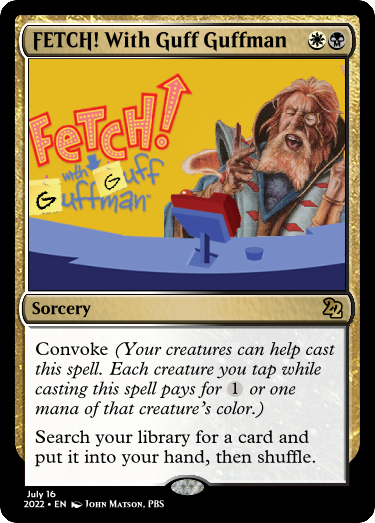 FETCH! With Guff Guffman
FeTCH!
with Guff
Guffman
Sorcery
Convoke (Your creatures can help cast
this spell. Each creature you tap while
casting this spell pays for 1 or one
mana of that creature's color.)
Search your library for a card and
put it into your hand, then shuffle.
July 16
2022 • EN John Matson, PBS